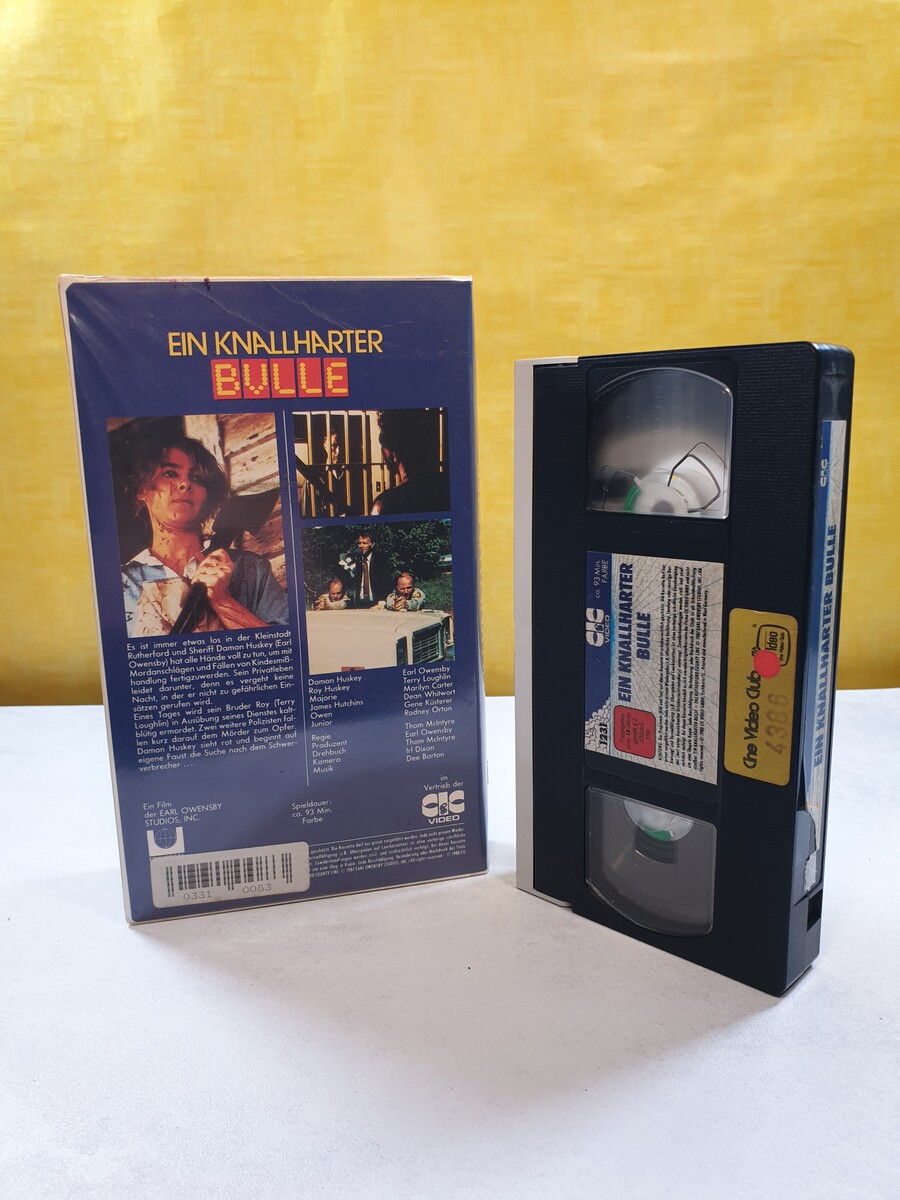 EIN KNALLHARTER
BULLE
Es ist immer etwas los in der Kleinstadt
Rutherford und Sheriff Damon Huskey (Earl
Owensby) hat alle Hände voll zu tun, um mit
Mordanschlägen und Fällen von Kindesmiß-
handlung fertigzuwerden. Sein Privatleben
leidet darunter, denn es vergeht keine
Nacht, in der er nicht zu gefährlichen Ein-
sätzen gerufen wird.
Eines Tages wird sein Bruder Roy (Terry
Loughlin) in Ausübung seines Dienstes kalt-
blütig ermordet. Zwei weitere Polizisten fal-
len kurz darauf dem Mörder zum Opfer.
Damon Huskey sieht rot und beginnt auf
eigene Faust die Suche nach dem Schwer-
verbrecher ...
Damon Huskey Earl Owensby
Roy Huskey Terry Loughlin
Majorie Marilyn Carter
James Hutchins Dean Whitwort
Owen Gene Küsterer
Junior Rodney Orton
Regie Thom McIntyre
Produzent Earl Owensby
Drehbuch Thom McIntyre
Kamera Irl Dixon
Musik Dee Barton
Ein Film
der EARL OWENSBY
STUDIOS, INC.
Spieldauer:
ca. 93 Min.
Farbe
im
Vertrieb der
CIC
VIDEO
0331 0083
CIC
VIDEO
ca. 93 Min.
FARBE
EIN KNALLHARTER
BULLE
Cine Video Club
4386
CIC
EIN KNALLHARTER BULLE